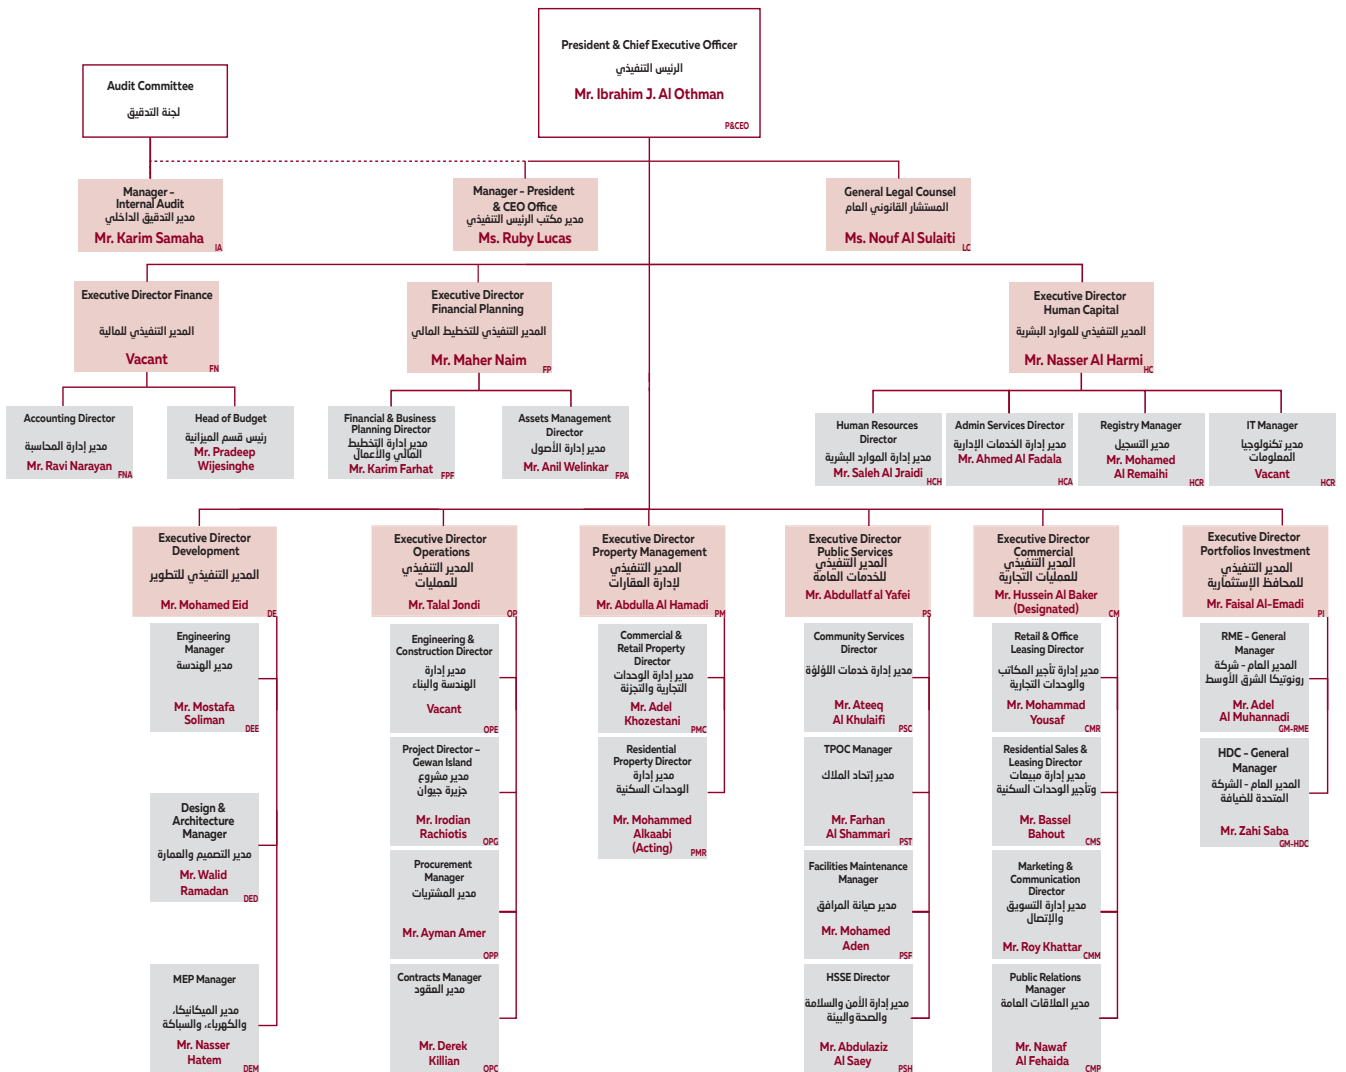 President & Chief Executive Officer
الرئيس التنفيذي
Mr. Ibrahim J. Al Othman
P&CEO
Audit Committee
لجنة التدقيق
Manager -
Internal Audit
مدير التدقيق الداخلي
Mr. Karim Samaha
IA
Manager - President
& CEO Office
مدير مكتب الرئيس التنفيذي
Ms. Ruby Lucas
General Legal Counsel
المستشار القانوني العام
Ms. Nouf Al Sulaiti
LC
Executive Director Finance
المدير التنفيذي للمالية
Vacant
FN
Executive Director
Financial Planning
المدير التنفيذي للتخطيط المالي
Mr. Maher Naim
FP
Executive Director
Human Capital
المدير التنفيذي للموارد البشرية
Mr. Nasser Al Harmi
HC
Accounting Director
مدير إدارة المحاسبة
Mr. Ravi Narayan
FNA
Head of Budget
رئيس قسم الميزانية
Mr. Pradeep
Wijesinghe
Financial & Business
Planning Director
مدير إدارة التخطيط
المالي والأعمال
Mr. Karim Farhat
FPF
Assets Management
Director
مدير إدارة الأصول
Mr. Anil Welinkar
FPA
Human Resources
Director
مدير إدارة الموارد البشرية
Mr. Saleh Al Jraidi
HCH
Admin Services Director
مدير إدارة الخدمات الإدارية
Mr. Ahmed Al Fadala
HCA
Registry Manager
مدير التسجيل
Mr. Mohamed
Al Remaihi
HCR
IT Manager
مدير تكنولوجيا
المعلومات
Vacant
HCR
Executive Director
Development
المدير التنفيذي للتطوير
Mr. Mohamed Eid
DE
Engineering
Manager
مدير الهندسة
Mr. Mostafa
Soliman
DEE
Design &
Architecture
Manager
مدير التصميم والعمارة
Mr. Walid
Ramadan
DED
MEP Manager
مدير الميكانيكا،
والكهرباء، والسباكة
Mr. Nasser
Hatem
DEM
Executive Director
Operations
المدير التنفيذي
للعمليات
Mr. Talal Jondi
OP
Engineering &
Construction Director
مدير إدارة
الهندسة والبناء
Vacant
OPE
Project Director –
Gewan Island
مدير مشروع
جزيرة جيوان
Mr. Irodian
Rachiotis
OPG
Procurement
Manager
مدير المشتريات
Mr. Ayman Amer
OPP
Contracts Manager
مدير العقود
Mr. Derek
Killian
OPC
Executive Director
Property Management
المدير التنفيذي
لإدارة العقارات
Mr. Abdulla Al Hamadi
PM
Commercial &
Retail Property
Director
مدير إدارة الوحدات
التجارية والتجزئة
Mr. Adel
Khozestani
PMC
Residential
Property Director
مدير إدارة
الوحدات السكنية
Mr. Mohammed
Alkaabi
(Acting)
PMR
Executive Director
Public Services
المدير التنفيذي
للخدمات العامة
Mr. Abdullatf al Yafei
PS
Community Services
Director
مدير إدارة خدمات اللؤلؤة
Mr. Ateeq
Al Khulaifi
PSC
TPOC Manager
مدير إتحاد الملاك
Mr. Farhan
Al Shammari
PST
Facilities Maintenance
Manager
مدير صيانة المرافق
Mr. Mohamed
Aden
PSF
HSSE Director
مدير إدارة الأمن والسلامة
والصحة والبيئة
Mr. Abdulaziz
Al Saey
PSH
Executive Director
Commercial
المدير التنفيذي
للعمليات التجارية
Mr. Hussein Al Baker
(Designated)
CM
Retail & Office
Leasing Director
مدير إدارة تأجير المكاتب
والوحدات التجارية
Mr. Mohammad
Yousaf
CMR
Residential Sales &
Leasing Director
مدير إدارة مبيعات
وتأجير الوحدات السكنية
Mr. Bassel
Bahout
CMS
Marketing &
Communication
Director
مدير إدارة التسويق
والإتصال
Mr. Roy Khattar
CMM
Public Relations
Manager
مدير العلاقات العامة
Mr. Nawaf
Al Fehaida
CMP
Executive Director
Portfolios Investment
المدير التنفيذي
للمحافظ الإستثمارية
Mr. Faisal Al-Emadi
PI
RME - General
Manager
المدير العام - شركة
رونوتيكا الشرق الأوسط
Mr. Adel
Al Muhannadi
GM-RME
HDC - General
Manager
المدير العام - الشركة
المتحدة للضيافة
Mr. Zahi Saba
GM-HDC